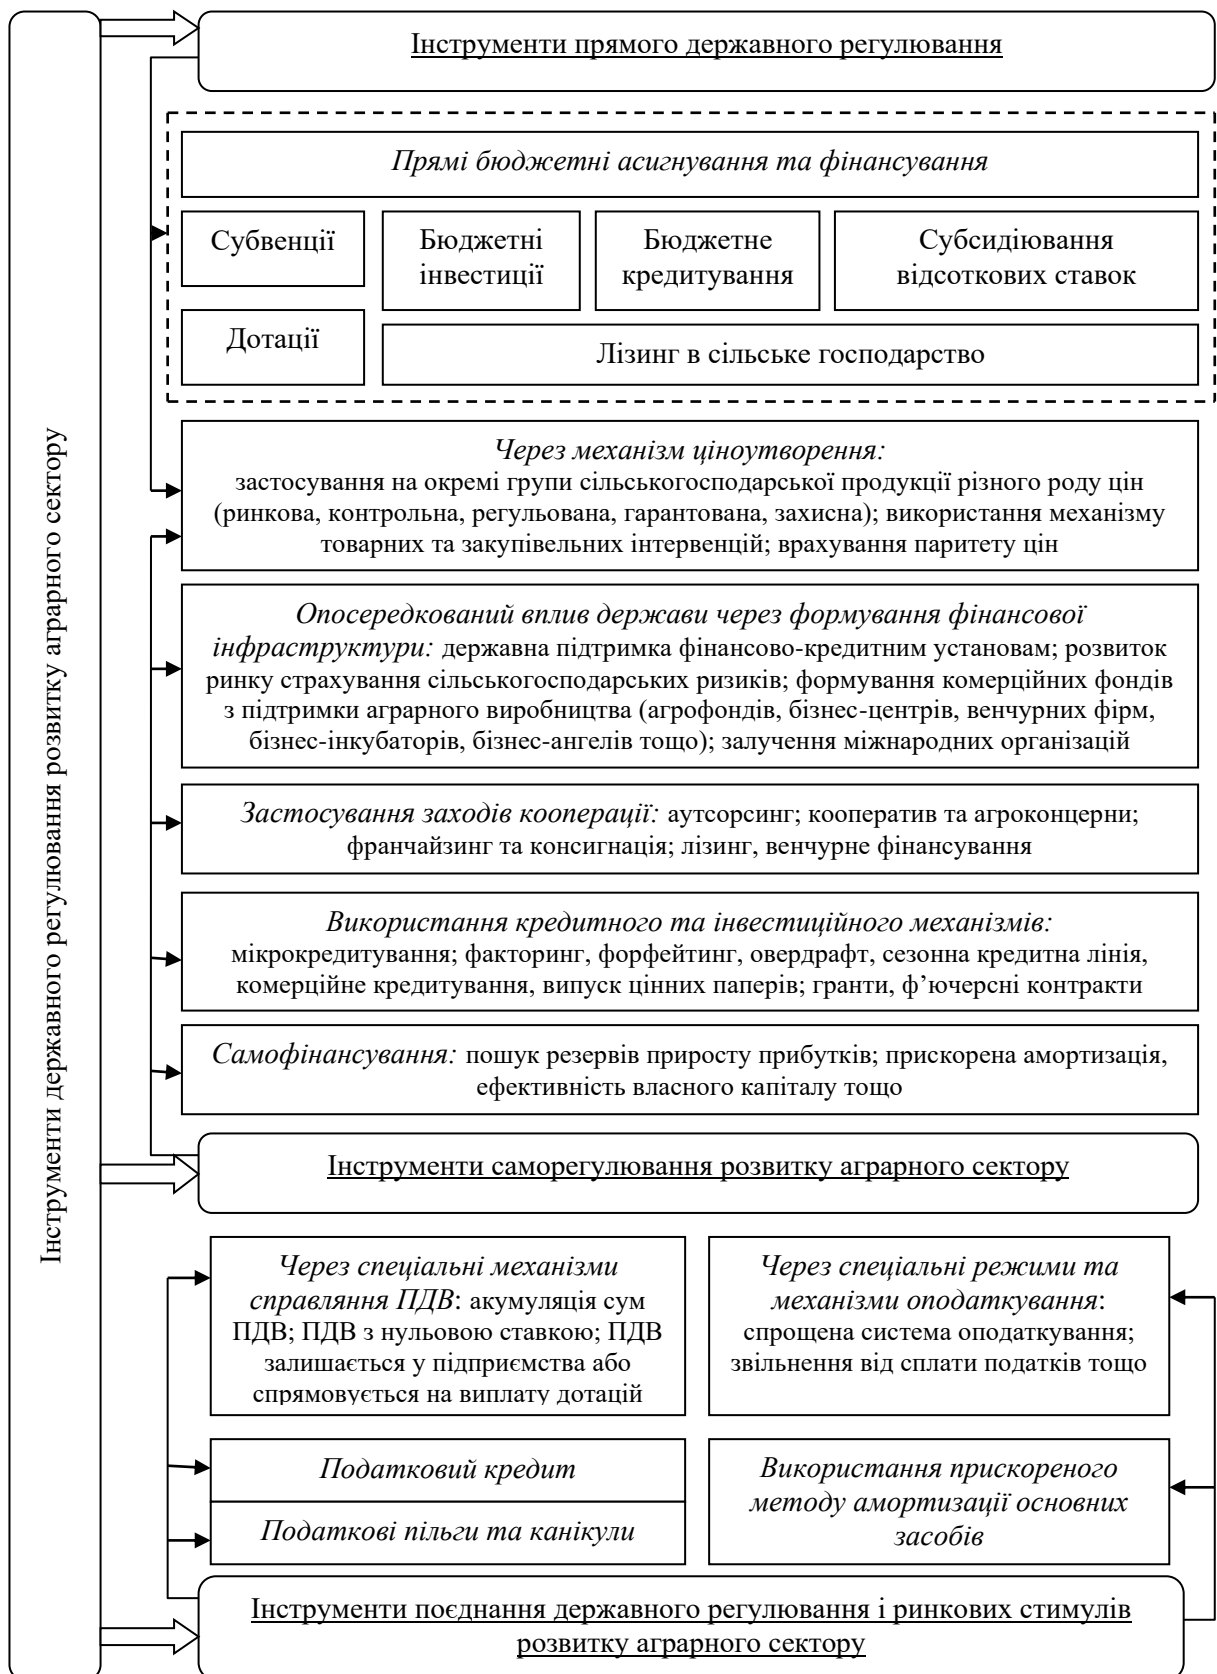 Інструменти державного регулювання розвитку аграрного сектору
Інструменти прямого державного регулювання
Прямі бюджетні асигнування та фінансування
Субвенції
Бюджетні
інвестиції
Бюджетне
кредитування
Субсидіювання
відсоткових ставок
Дотації
Лізинг в сільське господарство
Через механізм ціноутворення:
застосування на окремі групи сільськогосподарської продукції різного роду цін
(ринкова, контрольна, регульована, гарантована, захисна); використання механізму
товарних та закупівельних інтервенцій; врахування паритету цін
Опосередкований вплив держави через формування фінансової
інфраструктури: державна підтримка фінансово-кредитним установам; розвиток
ринку страхування сільськогосподарських ризиків; формування комерційних фондів
з підтримки аграрного виробництва (агрофондів, бізнес-центрів, венчурних фірм,
бізнес-інкубаторів, бізнес-ангелів тощо); залучення міжнародних організацій
Застосування заходів кооперації: аутсорсинг; кооператив та агроконцерни;
франчайзинг та консигнація; лізинг, венчурне фінансування
Використання кредитного та інвестиційного механізмів:
мікрокредитування; факторинг, форфейтинг, овердрафт, сезонна кредитна лінія,
комерційне кредитування, випуск цінних паперів; гранти, ф’ючерсні контракти
Самофінансування: пошук резервів приросту прибутків; прискорена амортизація,
ефективність власного капіталу тощо
Інструменти саморегулювання розвитку аграрного сектору
Через спеціальні механізми
справляння ПДВ: акумуляція сум
ПДВ; ПДВ з нульовою ставкою; ПДВ
залишається у підприємства або
спрямовується на виплату дотацій
Через спеціальні режими та
механізми оподаткування:
спрощена система оподаткування;
звільнення від сплати податків тощо
Податковий кредит
Податкові пільги та канікули
Використання прискореного
методу амортизації основних
засобів
Інструменти поєднання державного регулювання і ринкових стимулів
розвитку аграрного сектору